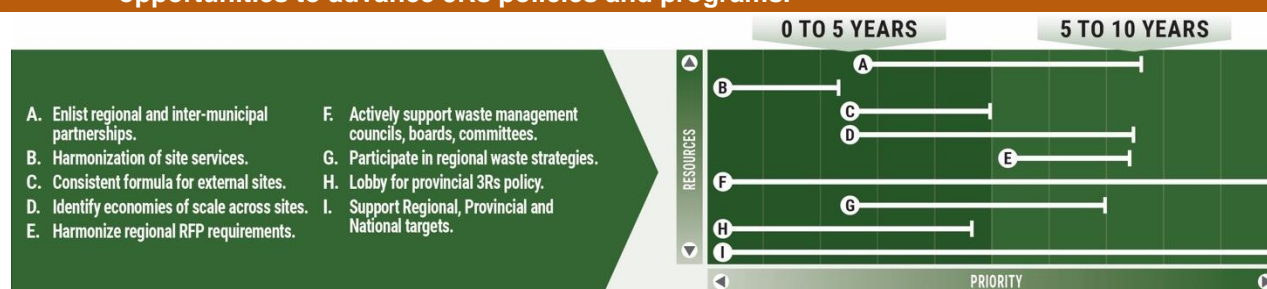 0 TO 5 YEARS
5 TO 10 YEARS
A. Enlist regional and inter-municipal
partnerships.
B. Harmonization of site services.
C. Consistent formula for external sites.
D. Identify economies of scale across sites.
E. Harmonize regional RFP requirements.
F. Actively support waste management
councils, boards, committees.
G. Participate in regional waste strategies.
H. Lobby for provincial 3Rs policy.
I. Support Regional, Provincial and
National targets.
RESOURCES
A
B
C
D
E
F
G
H
I
PRIORITY